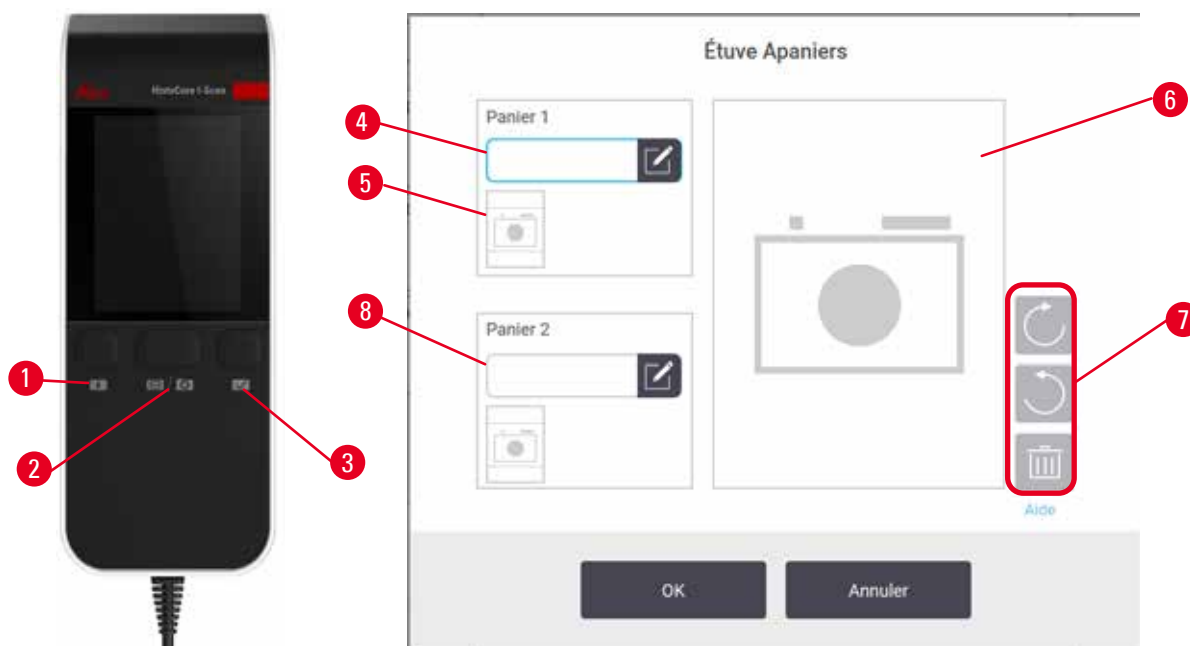 HistoCore I-Scan
1
2
3
Étuve Apaniers
Panier 1
4
5
6
Panier 2
8
7
Aide
OK
Annuler